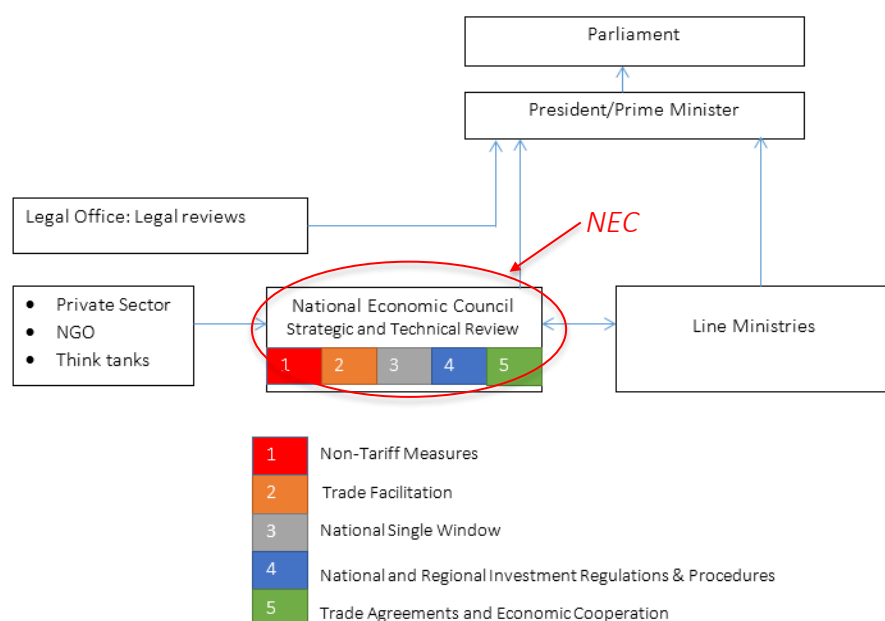 Parliament
President/Prime Minister
NEC
Legal Office: Legal reviews
• Private Sector
• NGO
• Think tanks
National Economic Council
Strategic and Technical Review
1 2 3 4 5
Line Ministries
1 Non-Tariff Measures
2 Trade Facilitation
3 National Single Window
4 National and Regional Investment Regulations & Procedures
5 Trade Agreements and Economic Cooperation